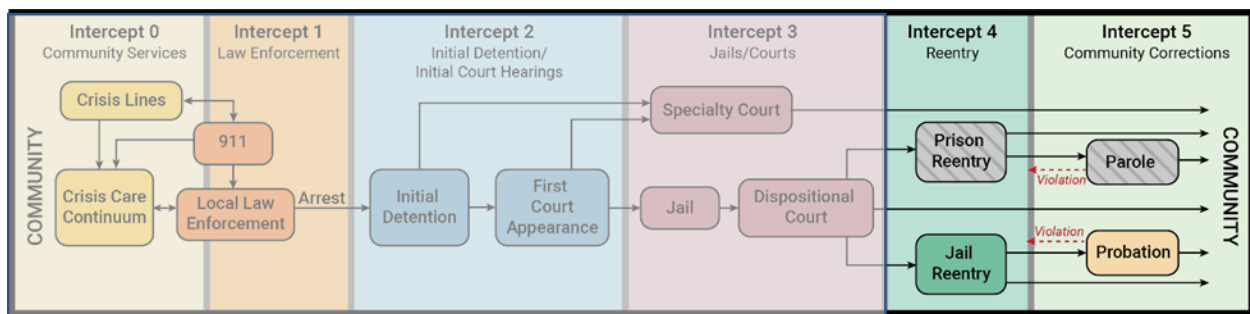 Intercept 0
Community Services
Intercept 1
Law Enforcement
Intercept 2
Initial Detention/
Initial Court Hearings
Intercept 3
Jails/Courts
Intercept 4
Reentry
Intercept 5
Community Corrections
COMMUNITY
Crisis Lines
911
Crisis Care
Continuum
Local Law
Enforcement
Arrest
Initial
Detention
First
Court
Appearance
Specialty Court
Jail
Dispositional
Court
Prison
Reentry
Violation
Parole
Jail
Reentry
Violation
Probation
COMMUNITY